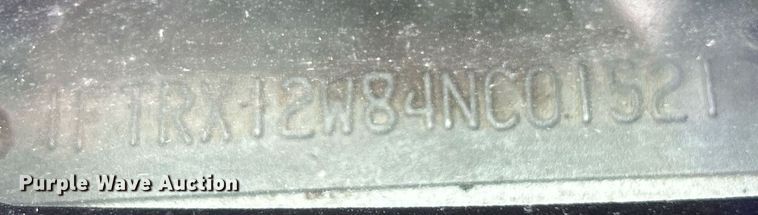 1FTRX12W84NC01521
Purple Wave® Auction